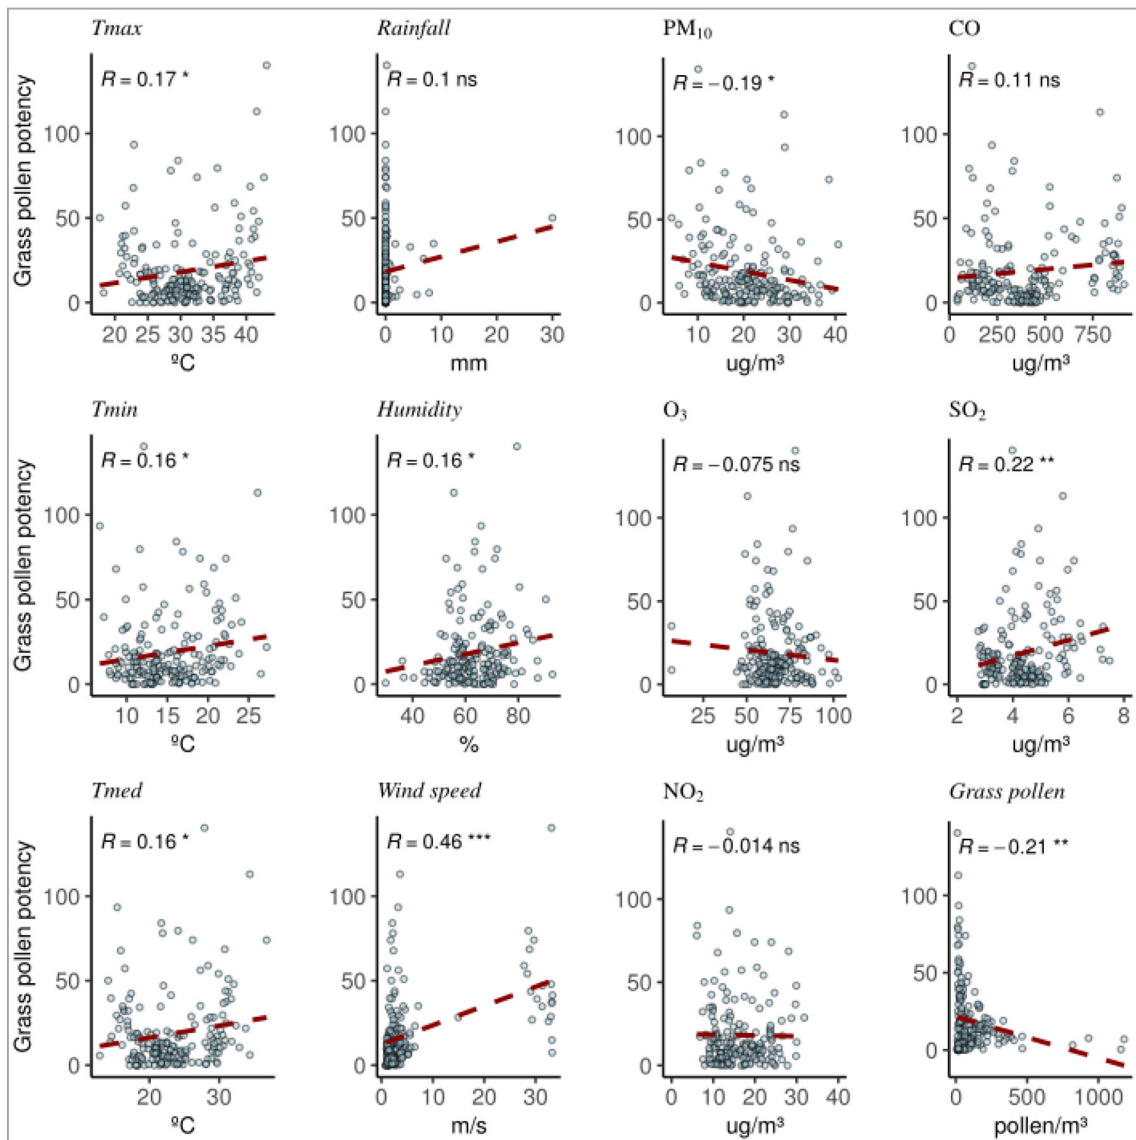 Tmax
Rainfall
PM₁₀
CO
Grass pollen potency
R = 0.17 *
R = 0.1 ns
R = −0.19 *
R = 0.11 ns
100
50
0
100
50
0
100
50
0
100
50
0
20 25 30 35 40
0 10 20 30
10 20 30 40
0 250 500 750
ºC
mm
ug/m³
ug/m³
Tmin
Humidity
O₃
SO₂
Grass pollen potency
R = 0.16 *
R = 0.16 *
R = −0.075 ns
R = 0.22 **
100
50
0
100
50
0
100
50
0
100
50
0
10 15 20 25
40 60 80
25 50 75 100
2 4 6 8
ºC
%
ug/m³
ug/m³
Tmed
Wind speed
NO₂
Grass pollen
Grass pollen potency
R = 0.16 *
R = 0.46 ***
R = −0.014 ns
R = −0.21 **
100
50
0
100
50
0
100
50
0
100
50
0
20 30
0 10 20 30
0 10 20 30 40
0 500 1000
ºC
m/s
ug/m³
pollen/m³